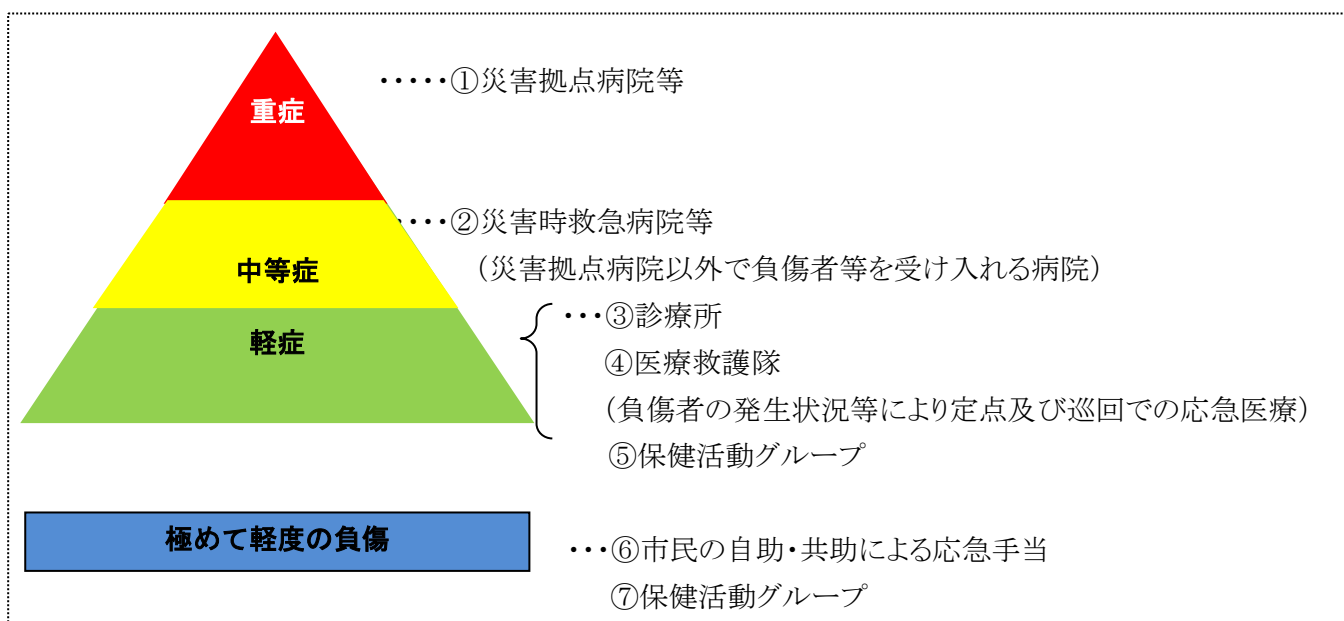 重症
・・・・・①災害拠点病院等
・・・・②災害時救急病院等
中等症
（災害拠点病院以外で負傷者等を受け入れる病院）
・・・③診療所
軽症
④医療救護隊
（負傷者の発生状況等により定点及び巡回での応急医療）
⑤保健活動グループ
極めて軽度の負傷
・・・⑥市民の自助・共助による応急手当
⑦保健活動グループ